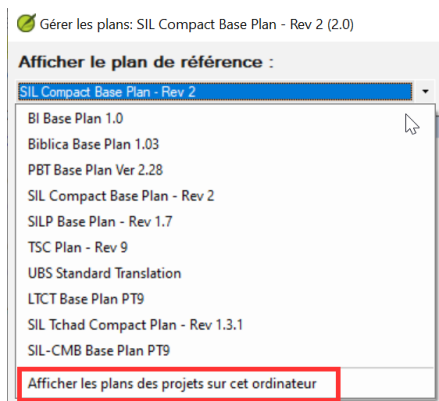 Gérer les plans: SIL Compact Base Plan - Rev 2 (2.0)
Afficher le plan de référence :
SIL Compact Base Plan - Rev 2
BI Base Plan 1.0
Biblica Base Plan 1.03
PBT Base Plan Ver 2.28
SIL Compact Base Plan - Rev 2
SILP Base Plan - Rev 1.7
TSC Plan - Rev 9
UBS Standard Translation
LTCT Base Plan PT9
SIL Tchad Compact Plan - Rev 1.3.1
SIL-CMB Base Plan PT9
Afficher les plans des projets sur cet ordinateur